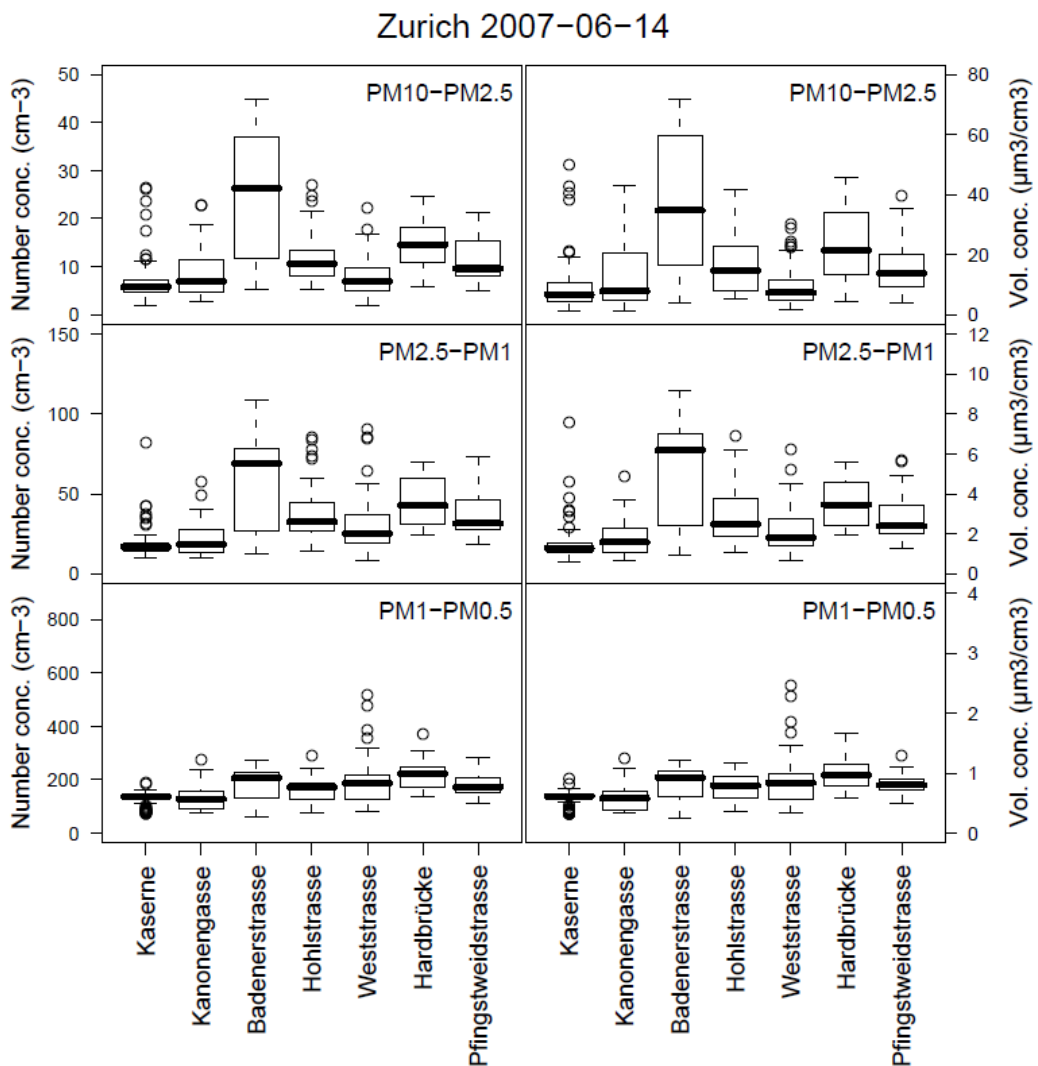 Zurich 2007−06−14
Number conc. (cm−3)
50
40
30
20
10
0
PM10−PM2.5
PM10−PM2.5
80
60
40
20
0
Vol. conc. (µm3/cm3)
Number conc. (cm−3)
150
100
50
0
PM2.5−PM1
PM2.5−PM1
12
10
8
6
4
2
0
Vol. conc. (µm3/cm3)
Number conc. (cm−3)
800
600
400
200
0
PM1−PM0.5
PM1−PM0.5
4
3
2
1
0
Vol. conc. (µm3/cm3)
Kaserne
Kanonengasse
Badenerstrasse
Hohlstrasse
Weststrasse
Hardbrücke
Pfingstweidstrasse
Kaserne
Kanonengasse
Badenerstrasse
Hohlstrasse
Weststrasse
Hardbrücke
Pfingstweidstrasse